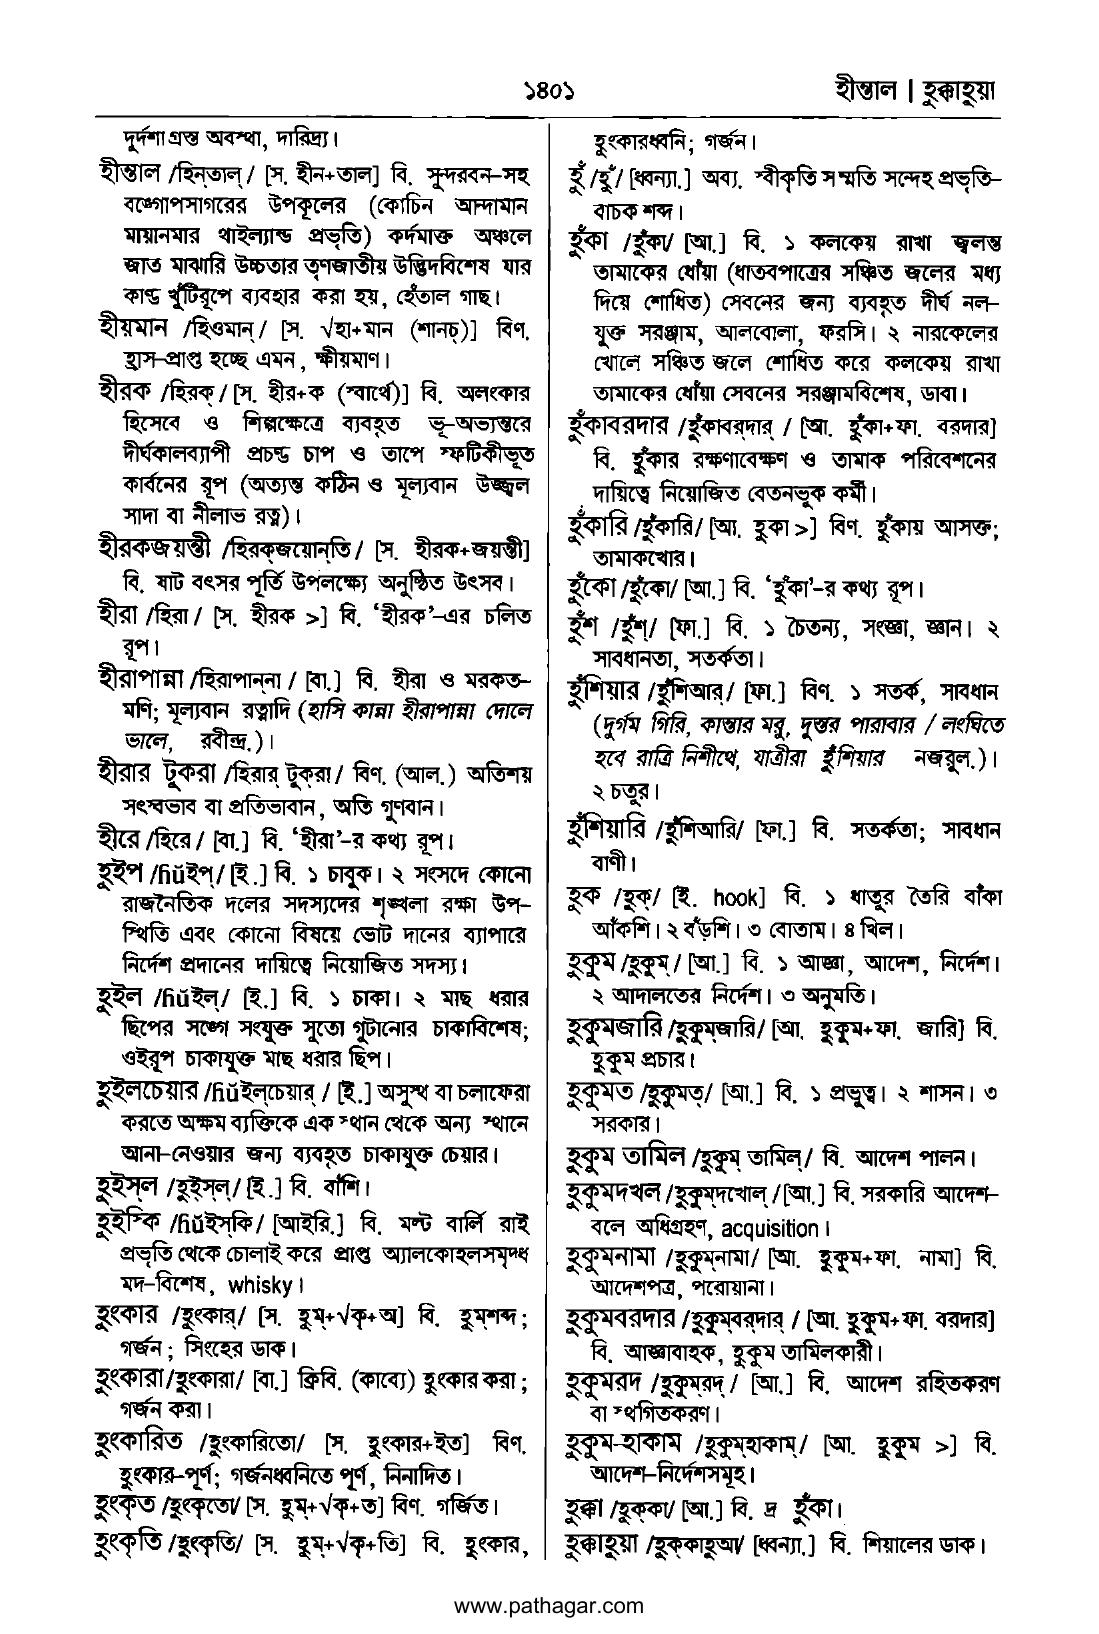 ১৪০১
হীন্তাল | হুক্কাহুয়া
দুর্দশাগ্রস্ত অবস্থা, দারিদ্র্য।
হীন্তাল /হিন্‌তাল্‌/ [স. হীন+তাল] বি. সুন্দরবন-সহ
বঙ্গোপসাগরের উপকূলের (কোচিন আন্দামান
মায়ানমার থাইল্যান্ড প্রভৃতি) কর্দমাক্ত অঞ্চলে
জাত মাঝারি উচ্চতার তৃণজাতীয় উদ্ভিদবিশেষ যার
কাণ্ড খুঁটিরূপে ব্যবহার করা হয়, হেঁতাল গাছ।
হীয়মান /হিওমান্‌/ [স. √হা+মান (শানচ্‌)] বিণ.
হ্রাস-প্রাপ্ত হচ্ছে এমন, ক্ষীয়মাণ।
হীরক /হিরক্‌/ [স. হীর+ক (স্বার্থে)] বি. অলংকার
হিসেবে ও শিল্পক্ষেত্রে ব্যবহৃত ভূ-অভ্যন্তরে
দীর্ঘকালব্যাপী প্রচণ্ড চাপ ও তাপে স্ফটিকীভূত
কার্বনের রূপ (অত্যন্ত কঠিন ও মূল্যবান উজ্জ্বল
সাদা বা নীলাভ রত্ন)।
হীরকজয়ন্তী /হিরক্‌জয়োন্‌তি/ [স. হীরক+জয়ন্তী]
বি. ষাট বৎসর পূর্তি উপলক্ষ্যে অনুষ্ঠিত উৎসব।
হীরা /হিরা/ [স. হীরক >] বি. ‘হীরক’-এর চলিত
রূপ।
হীরাপান্না /হিরাপান্‌না/ [বা.] বি. হীরা ও মরকত-
মণি; মূল্যবান রত্নাদি (হাসি কান্না হীরাপান্না দোলে
ভালে, রবীন্দ্র.)।
হীরার টুকরা /হিরার্‌ টুক্‌রা/ বিণ. (আল.) অতিশয়
সৎস্বভাব বা প্রতিভাবান, অতি গুণবান।
হীরে /হিরে/ [বা.] বি. ‘হীরা’-র কথ্য রূপ।
হুইপ /ɦŭইপ্‌/ [ই.] বি. ১ চাবুক। ২ সংসদে কোনো
রাজনৈতিক দলের সদস্যদের শৃঙ্খলা রক্ষা উপ-
স্থিতি এবং কোনো বিষয়ে ভোট দানের ব্যাপারে
নির্দেশ প্রদানের দায়িত্বে নিয়োজিত সদস্য।
হুইল /ɦŭইল্‌/ [ই.] বি. ১ চাকা। ২ মাছ ধরার
ছিপের সঙ্গে সংযুক্ত সুতো গুটানোর চাকাবিশেষ;
ওইরূপ চাকাযুক্ত মাছ ধরার ছিপ।
হুইলচেয়ার /ɦŭইল্‌চেয়ার্‌/ [ই.] অসুস্থ বা চলাফেরা
করতে অক্ষম ব্যক্তিকে এক স্থান থেকে অন্য স্থানে
আনা-নেওয়ার জন্য ব্যবহৃত চাকাযুক্ত চেয়ার।
হুইস্‌ল /হুইস্‌ল্‌/ [ই.] বি. বাঁশি।
হুইস্কি /ɦŭইস্‌কি/ [আইরি.] বি. মল্ট বার্লি রাই
প্রভৃতি থেকে চোলাই করে প্রাপ্ত অ্যালকোহলসমৃদ্ধ
মদ-বিশেষ, whisky।
হুংকার /হুংকার্‌/ [স. হুম্‌+√কৃ+অ] বি. হুম্‌শব্দ;
গর্জন; সিংহের ডাক।
হুংকারা /হুংকারা/ [বা.] ক্রিবি. (কাব্যে) হুংকার করা;
গর্জন করা।
হুংকারিত /হুংকারিতো/ [স. হুংকার+ইত] বিণ.
হুংকার-পূর্ণ; গর্জনধ্বনিতে পূর্ণ, নিনাদিত।
হুংকৃত /হুংকৃতো/ [স. হুম্‌+√কৃ+ত] বিণ. গর্জিত।
হুংকৃতি /হুংকৃতি/ [স. হুম্‌+√কৃ+তি] বি. হুংকার,
হুংকারধ্বনি; গর্জন।
হুঁ /হুঁ/ [ধ্বন্যা.] অব্য. স্বীকৃতি সম্মতি সন্দেহ প্রভৃতি-
বাচক শব্দ।
হুঁকা /হুঁকা/ [আ.] বি. ১ কলকেয় রাখা জ্বলন্ত
তামাকের ধোঁয়া (ধাতবপাত্রের সঞ্চিত জলের মধ্য
দিয়ে শোধিত) সেবনের জন্য ব্যবহৃত দীর্ঘ নল-
যুক্ত সরঞ্জাম, আলবোলা, ফরসি। ২ নারকেলের
খোলে সঞ্চিত জলে শোধিত করে কলকেয় রাখা
তামাকের ধোঁয়া সেবনের সরঞ্জামবিশেষ, ডাবা।
হুঁকাবরদার /হুঁকাবর্‌দার্‌/ [আ. হুঁকা+ফা. বরদার]
বি. হুঁকার রক্ষণাবেক্ষণ ও তামাক পরিবেশনের
দায়িত্বে নিয়োজিত বেতনভুক কর্মী।
হুঁকারি /হুঁকারি/ [আ. হুকা >] বিণ. হুঁকায় আসক্ত;
তামাকখোর।
হুঁকো /হুঁকো/ [আ.] বি. ‘হুঁকা’-র কথ্য রূপ।
হুঁশ /হুঁশ্‌/ [ফা.] বি. ১ চৈতন্য, সংজ্ঞা, জ্ঞান। ২
সাবধানতা, সতর্কতা।
হুঁশিয়ার /হুঁশিআর্‌/ [ফা.] বিণ. ১ সতর্ক, সাবধান
(দুর্গম গিরি, কান্তার মরু, দুস্তর পারাবার / লংঘিতে
হবে রাত্রি নিশীথে, যাত্রীরা হুঁশিয়ার নজরুল.)।
২ চতুর।
হুঁশিয়ারি /হুঁশিআরি/ [ফা.] বি. সতর্কতা; সাবধান
বাণী।
হুক /হুক্‌/ [ই. hook] বি. ১ ধাতুর তৈরি বাঁকা
আঁকশি। ২ বঁড়শি। ৩ বোতাম। ৪ খিল।
হুকুম /হুকুম্‌/ [আ.] বি. ১ আজ্ঞা, আদেশ, নির্দেশ।
২ আদালতের নির্দেশ। ৩ অনুমতি।
হুকুমজারি /হুকুম্‌জারি/ [আ. হুকুম+ফা. জারি] বি.
হুকুম প্রচার।
হুকুমত /হুকুমত্‌/ [আ.] বি. ১ প্রভুত্ব। ২ শাসন। ৩
সরকার।
হুকুম তামিল /হুকুম্‌ তামিল্‌/ বি. আদেশ পালন।
হুকুমদখল /হুকুম্‌দখোল্‌/ [আ.] বি. সরকারি আদেশ-
বলে অধিগ্রহণ, acquisition।
হুকুমনামা /হুকুম্‌নামা/ [আ. হুকুম+ফা. নামা] বি.
আদেশপত্র, পরোয়ানা।
হুকুমবরদার /হুকুম্‌বর্‌দার্‌/ [আ. হুকুম+ফা. বরদার]
বি. আজ্ঞাবাহক, হুকুম তামিলকারী।
হুকুমরদ /হুকুম্‌রদ্‌/ [আ.] বি. আদেশ রহিতকরণ
বা স্থগিতকরণ।
হুকুম-হাকাম /হুকুম্‌হাকাম্‌/ [আ. হুকুম >] বি.
আদেশ-নির্দেশসমূহ।
হুক্কা /হুক্‌কা/ [আ.] বি. দ্র হুঁকা।
হুক্কাহুয়া /হুক্‌কাহুআ/ [ধ্বন্যা.] বি. শিয়ালের ডাক।
www.pathagar.com